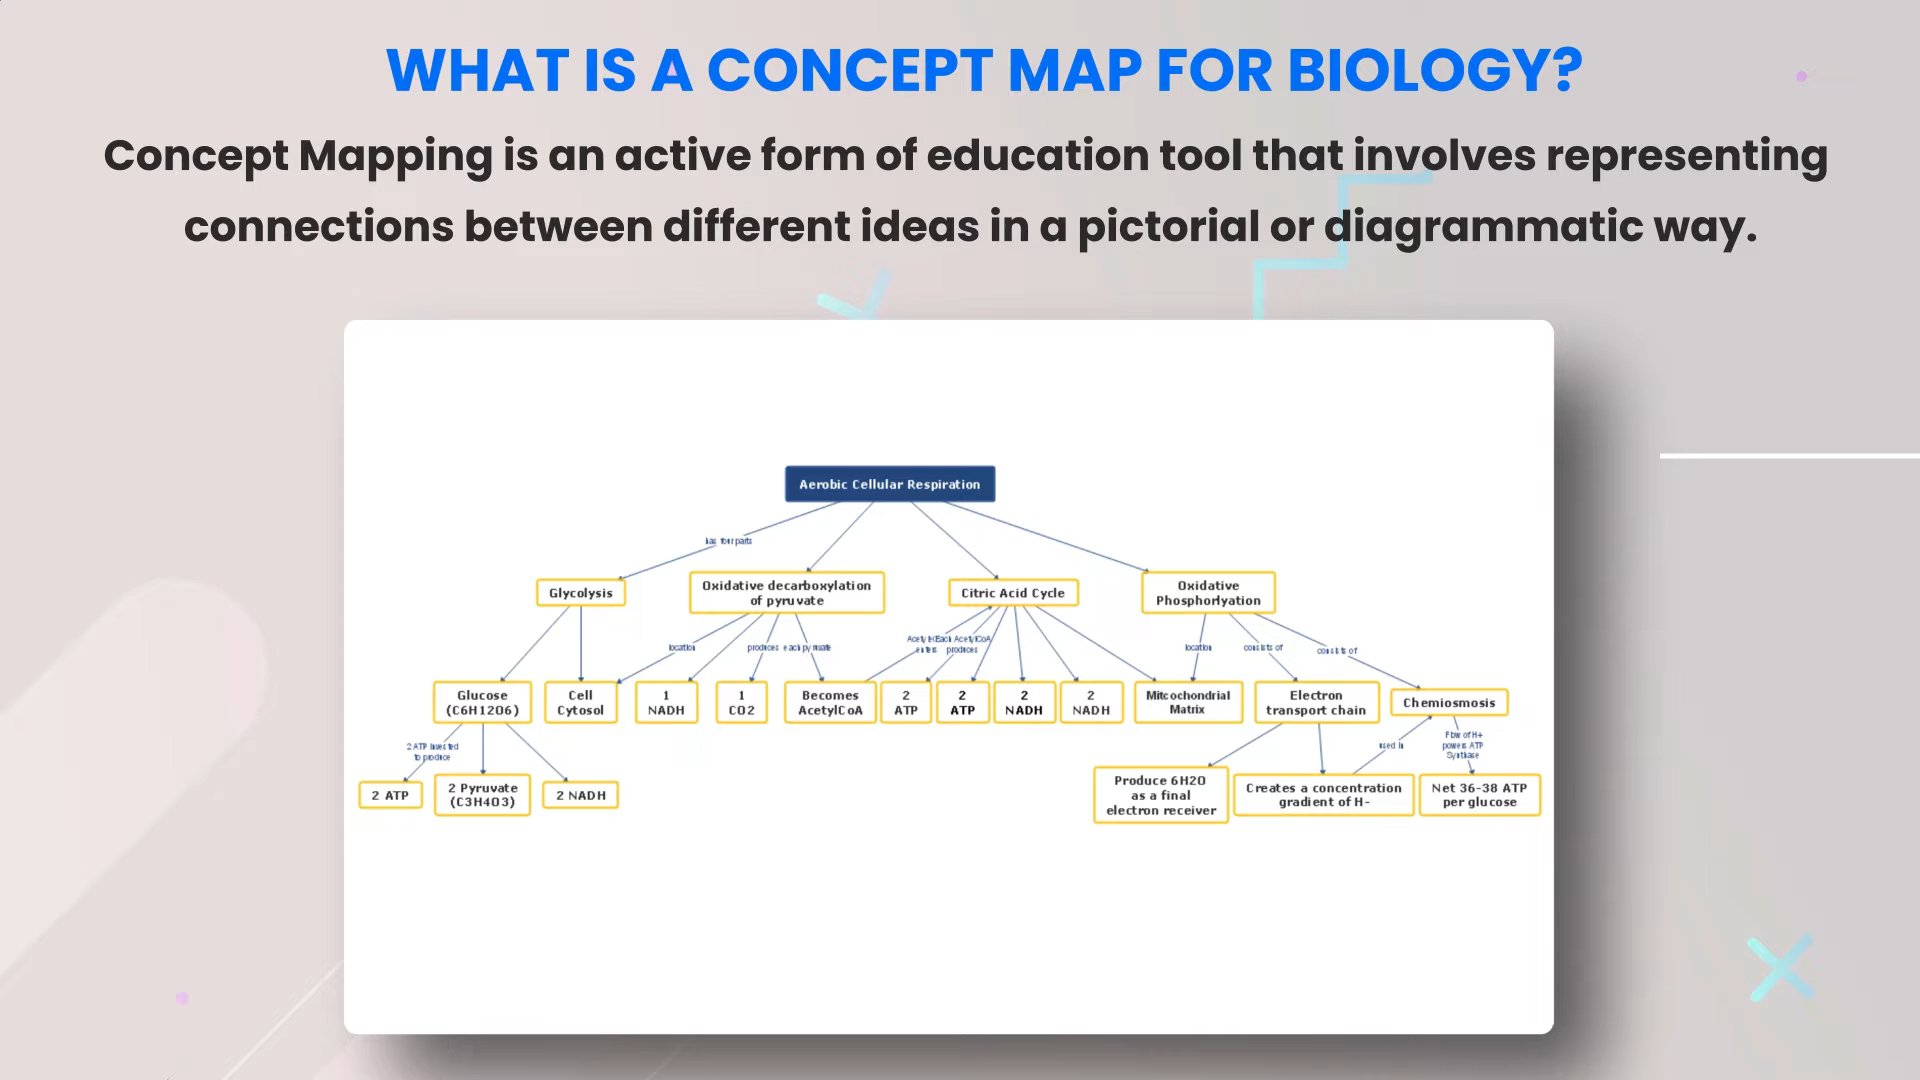 WHAT IS A CONCEPT MAP FOR BIOLOGY?
Concept Mapping is an active form of education tool that involves representing
connections between different ideas in a pictorial or diagrammatic way.
Aerobic Cellular Respiration
has four parts
Glycolysis
Oxidative decarboxylation
of pyruvate
Citric Acid Cycle
Oxidative
Phosphorlyation
location
produces
each pyruvate
enters
Each AcetylCoA
produces
location
consists of
consists of
Glucose
(C6H12O6)
Cell
Cytosol
1
NADH
1
CO2
Becomes
AcetylCoA
2
ATP
2
ATP
2
NADH
2
NADH
Mitcochondrial
Matrix
Electron
transport chain
Chemiosmosis
2 ATP Invested
to produce
used in
Flow of H+
powers ATP
Synthase
2 ATP
2 Pyruvate
(C3H4O3)
2 NADH
Produce 6H2O
as a final
electron receiver
Creates a concentration
gradient of H-
Net 36-38 ATP
per glucose